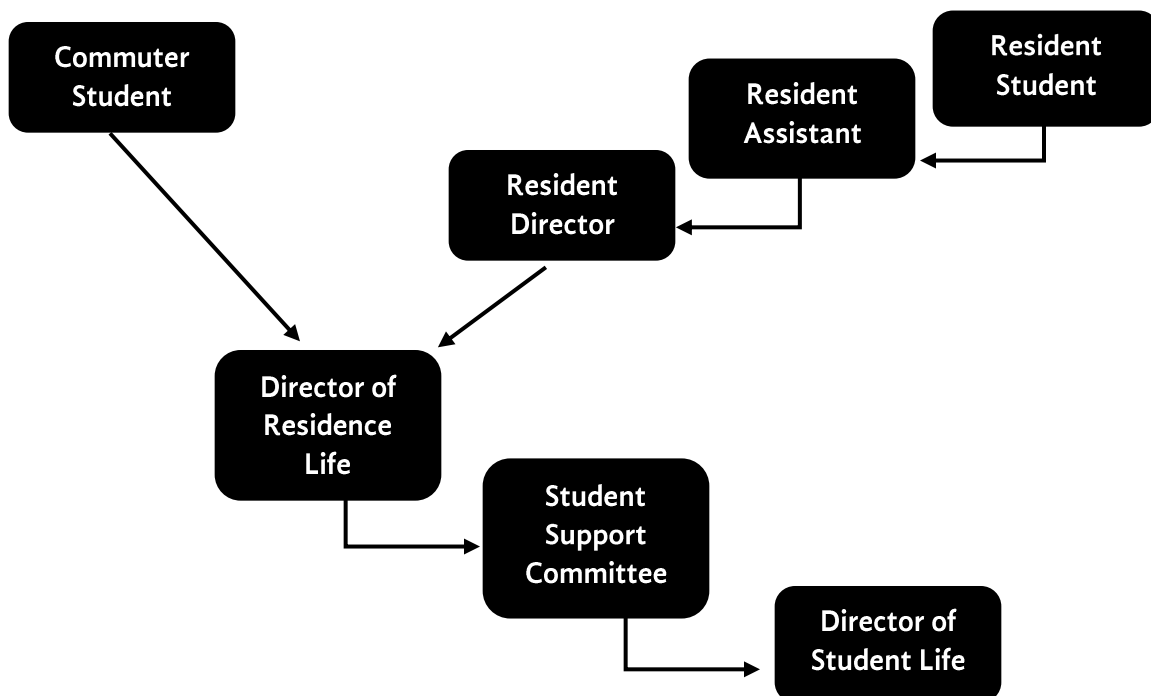 Commuter
Student
Resident
Student
Resident
Assistant
Resident
Director
Director of
Residence
Life
Student
Support
Committee
Director of
Student Life